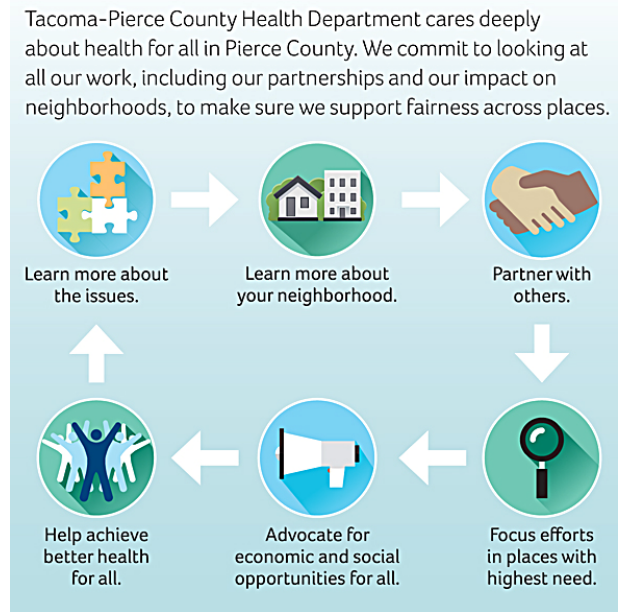 Tacoma-Pierce County Health Department cares deeply
about health for all in Pierce County. We commit to looking at
all our work, including our partnerships and our impact on
neighborhoods, to make sure we support fairness across places.
Learn more about
the issues.
Learn more about
your neighborhood.
Partner with
others.
Help achieve
better health
for all.
Advocate for
economic and social
opportunities for all.
Focus efforts
in places with
highest need.